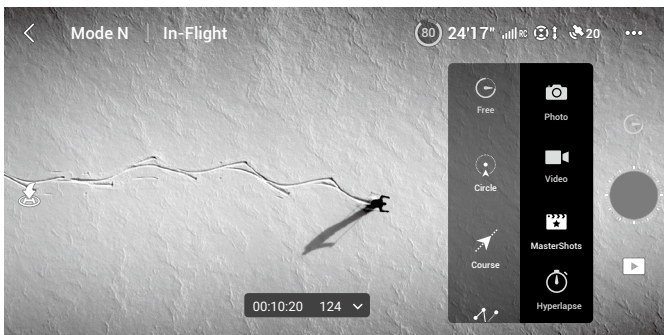 Mode N In-Flight 80 24'17" RC 20
Free
Photo
Circle
Video
Course
MasterShots
Hyperlapse
00:10:20 124